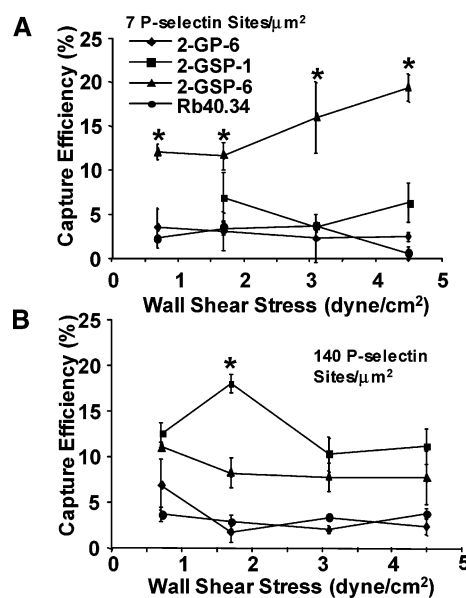 A
7 P-selectin Sites/μm²
25
20
15
10
5
0
Capture Efficiency (%)
2-GP-6
2-GSP-1
2-GSP-6
Rb40.34
* * * *
0 1 2 3 4 5
Wall Shear Stress (dyne/cm²)
B
25
20
15
10
5
0
Capture Efficiency (%)
*
140 P-selectin
Sites/μm²
0 1 2 3 4 5
Wall Shear Stress (dyne/cm²)